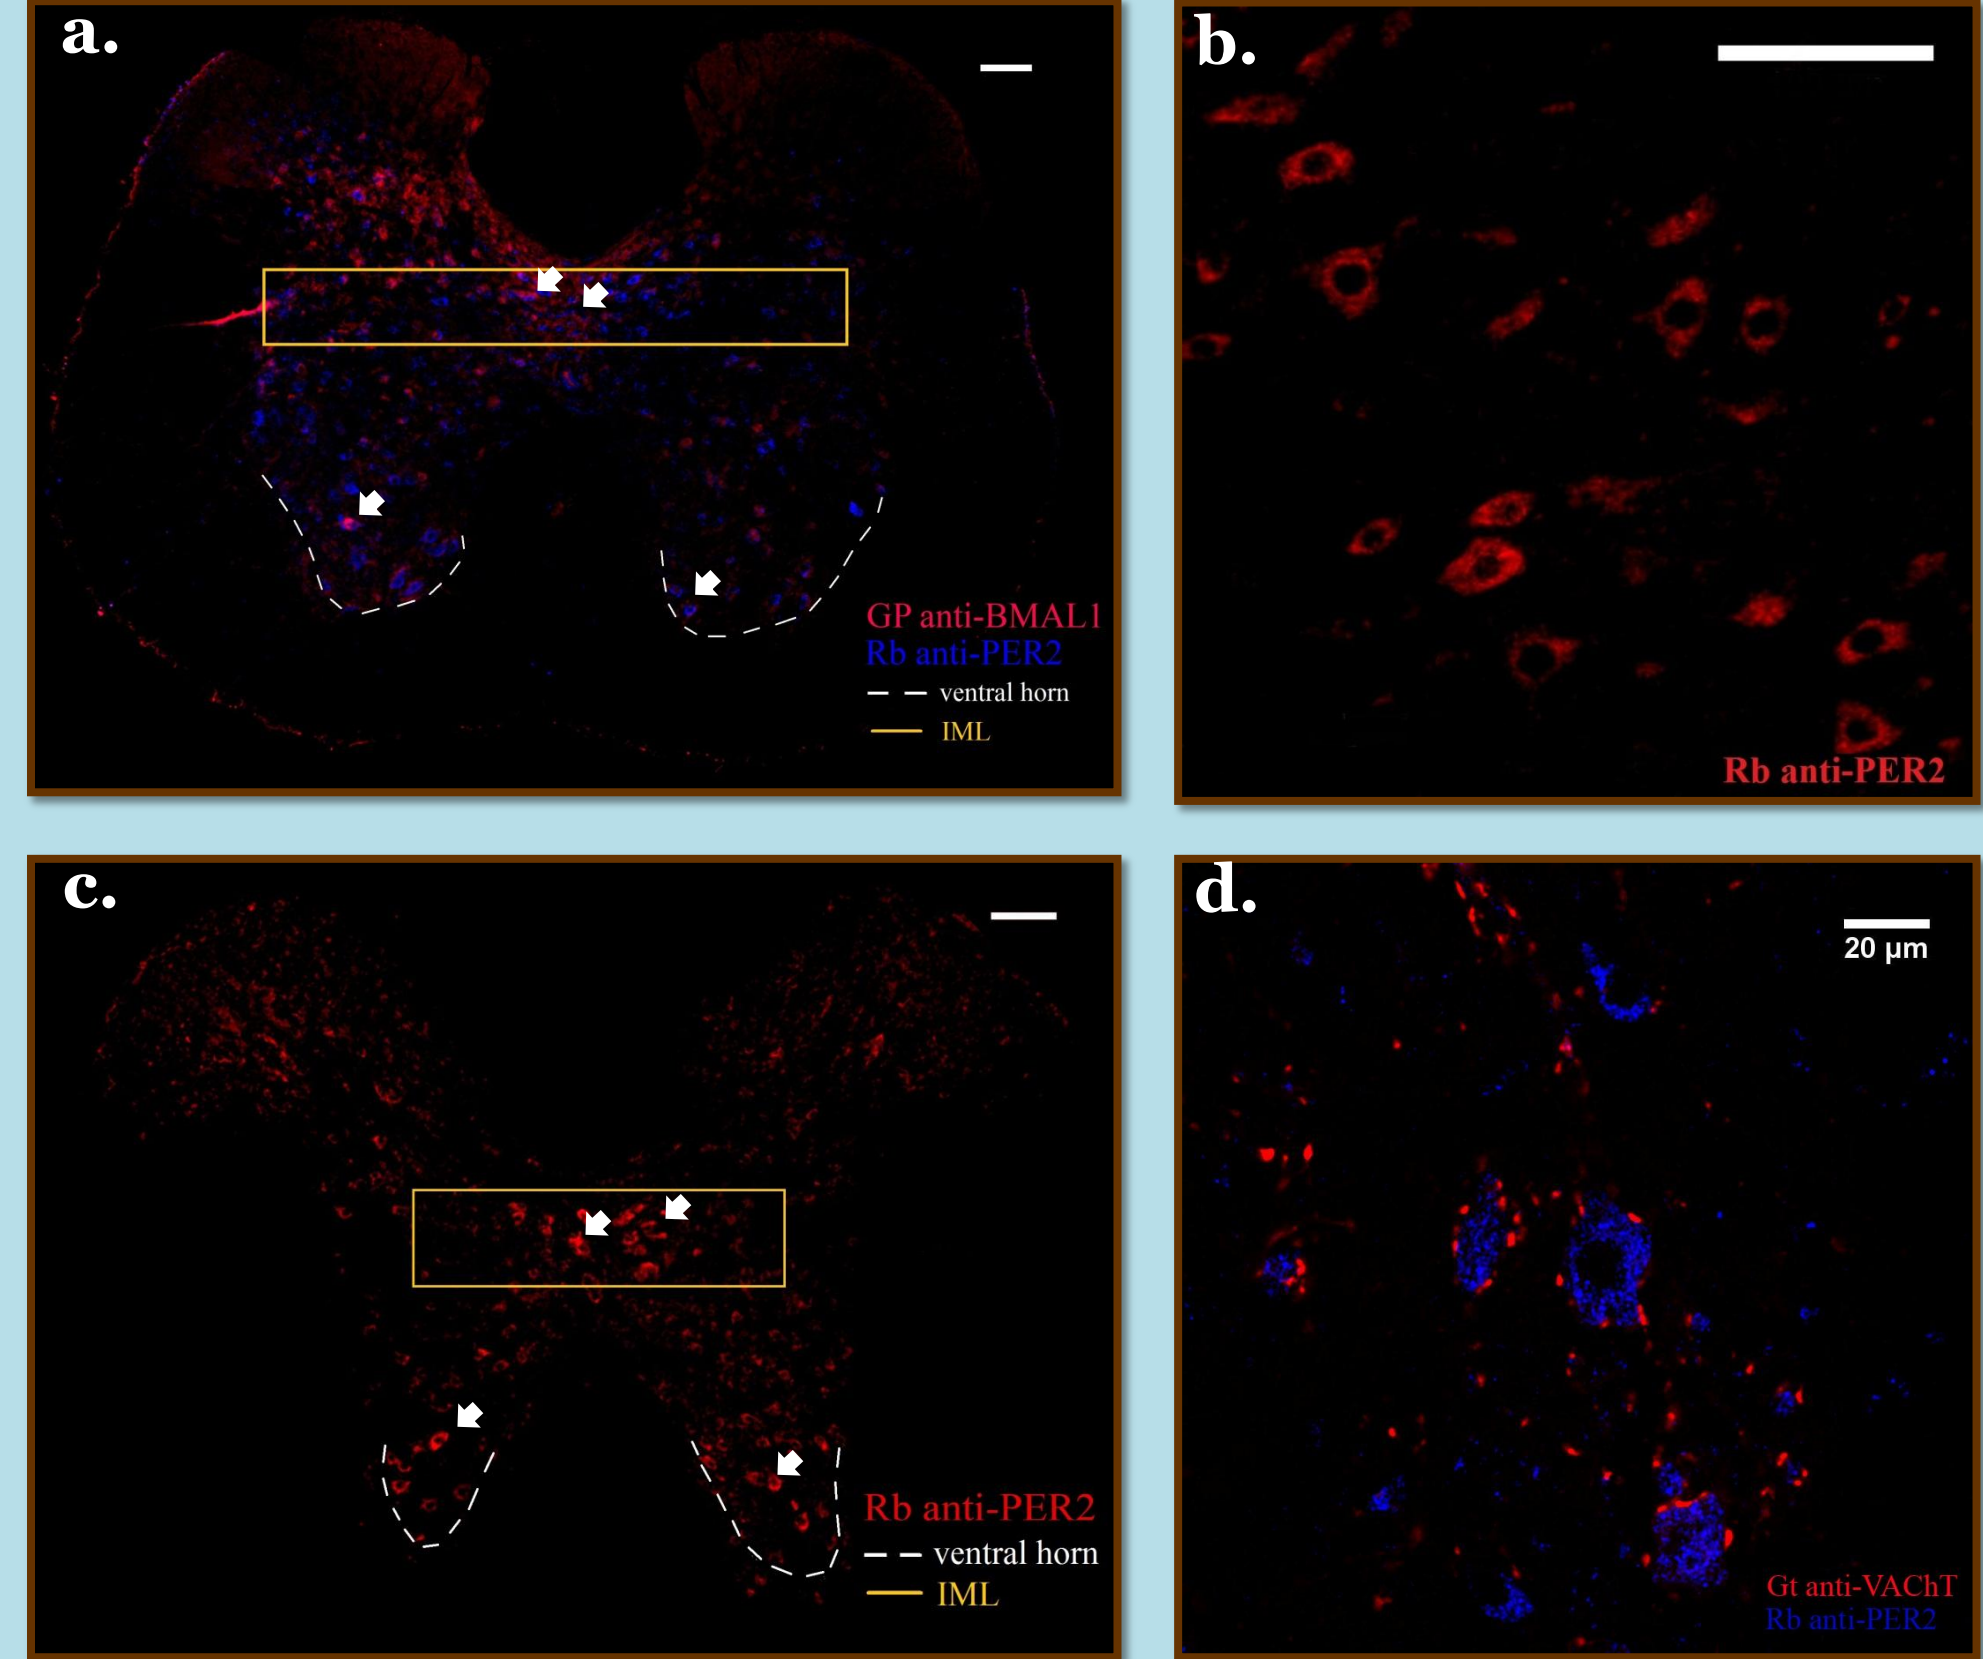 a.
GP anti-BMAL1
Rb anti-PER2
ventral horn
IML
b.
Rb anti-PER2
c.
Rb anti-PER2
ventral horn
IML
d.
20 µm
Gt anti-VAChT
Rb anti-PER2